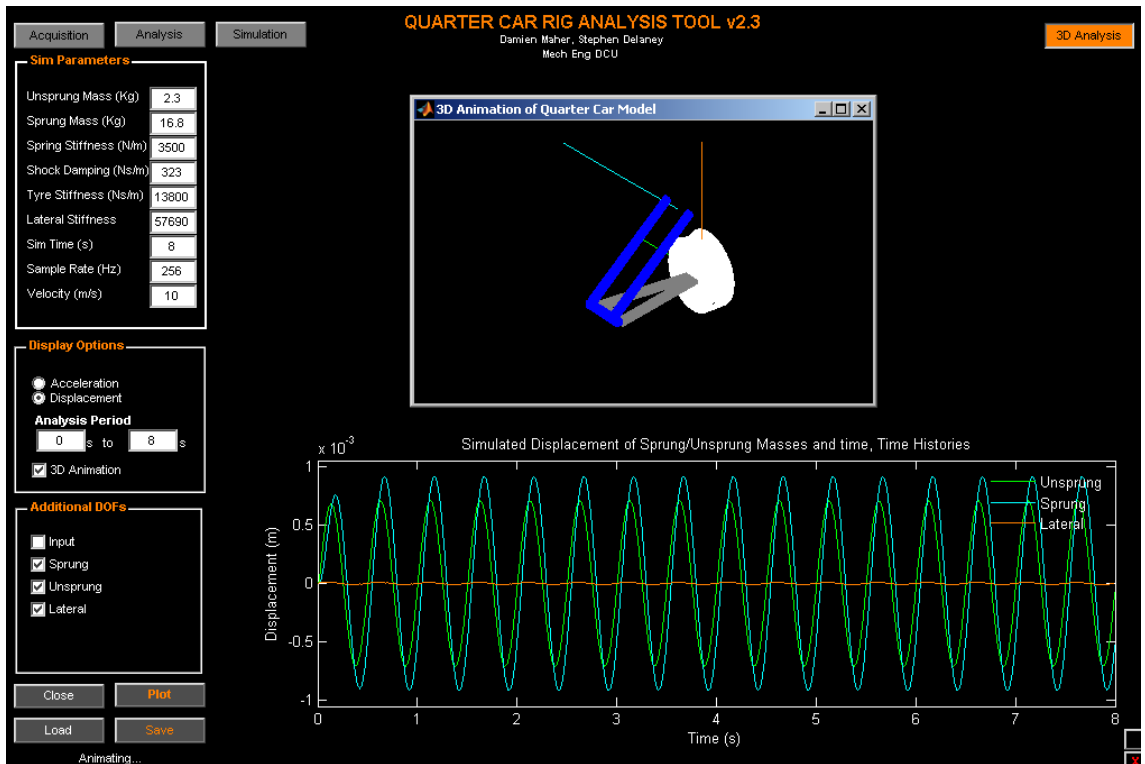 QUARTER CAR RIG ANALYSIS TOOL v2.3
Damien Maher, Stephen Delaney
Mech Eng DCU
Acquisition
Analysis
Simulation
3D Analysis
Sim Parameters
Unsprung Mass (Kg) 2.3
Sprung Mass (Kg) 16.8
Spring Stiffness (N/m) 3500
Shock Damping (Ns/m) 323
Tyre Stiffness (Ns/m) 13800
Lateral Stiffness 57690
Sim Time (s) 8
Sample Rate (Hz) 256
Velocity (m/s) 10
Display Options
Acceleration
Displacement
Analysis Period
0 s to 8 s
3D Animation
Additional DOFs
Input
Sprung
Unsprung
Lateral
Close
Plot
Load
Save
Animating...
3D Animation of Quarter Car Model
Simulated Displacement of Sprung/Unsprung Masses and time, Time Histories
x 10-3
1
0.5
0
-0.5
-1
Displacement (m)
Unsprung
Sprung
Lateral
0 1 2 3 4 5 6 7 8
Time (s)
X